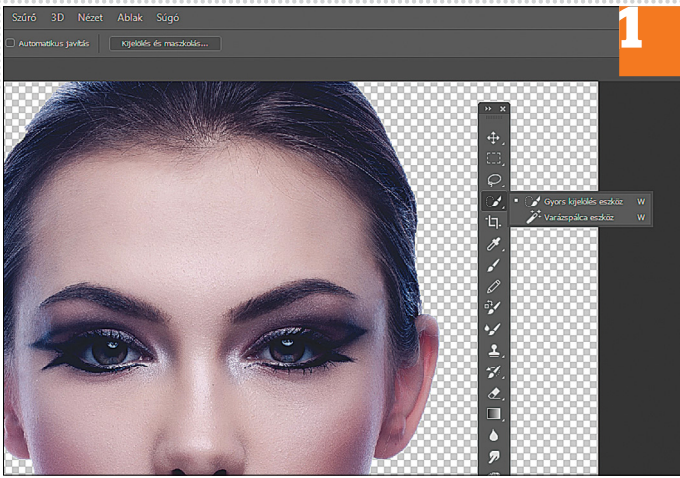 Szűrő 3D Nézet Ablak Súgó
1
Automatikus javítás Kijelölés és maszkolás...
Gyors kijelölés eszköz W
Varázspálca eszköz W